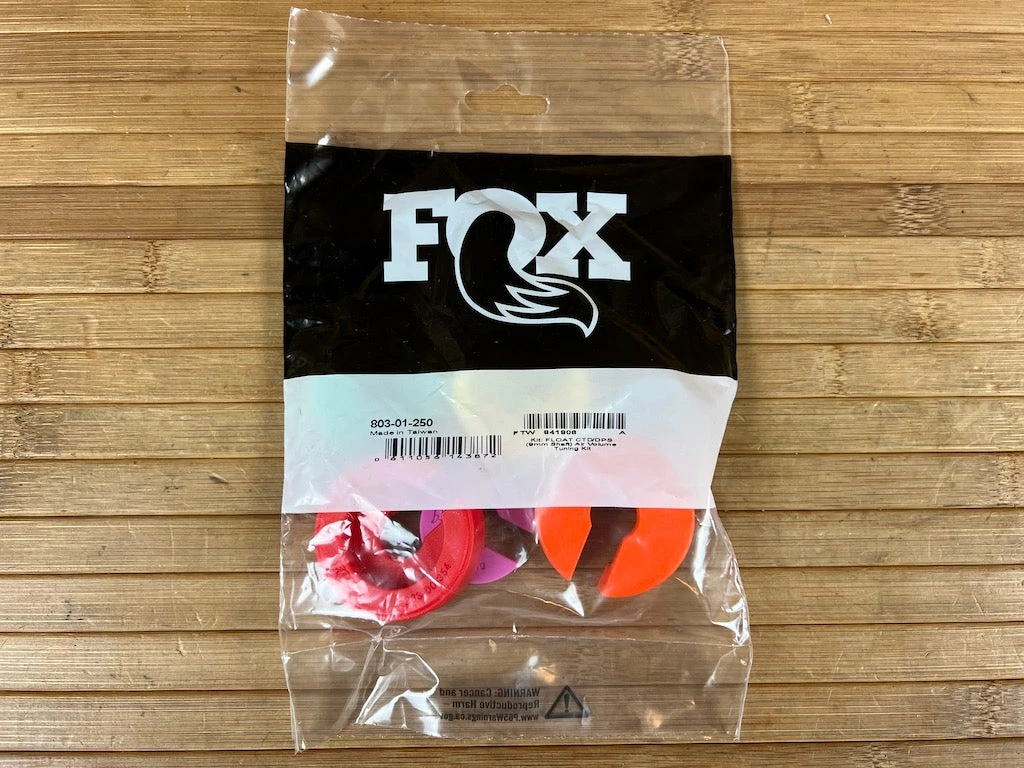 FOX
803-01-250
Made in Taiwan
FTW 841908 A
Kit: FLOAT CTD/DPS
(9mm Shaft) Air Volume
Tuning Kit
WARNING: Cancer and
Reproductive Harm -
www.P65Warnings.ca.gov